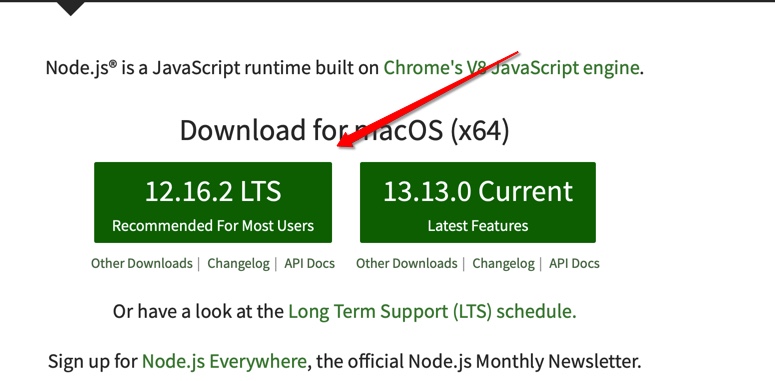 Node.js® is a JavaScript runtime built on Chrome's V8 JavaScript engine.
Download for macOS (x64)
12.16.2 LTS
Recommended For Most Users
13.13.0 Current
Latest Features
Other Downloads | Changelog | API Docs
Other Downloads | Changelog | API Docs
Or have a look at the Long Term Support (LTS) schedule.
Sign up for Node.js Everywhere, the official Node.js Monthly Newsletter.